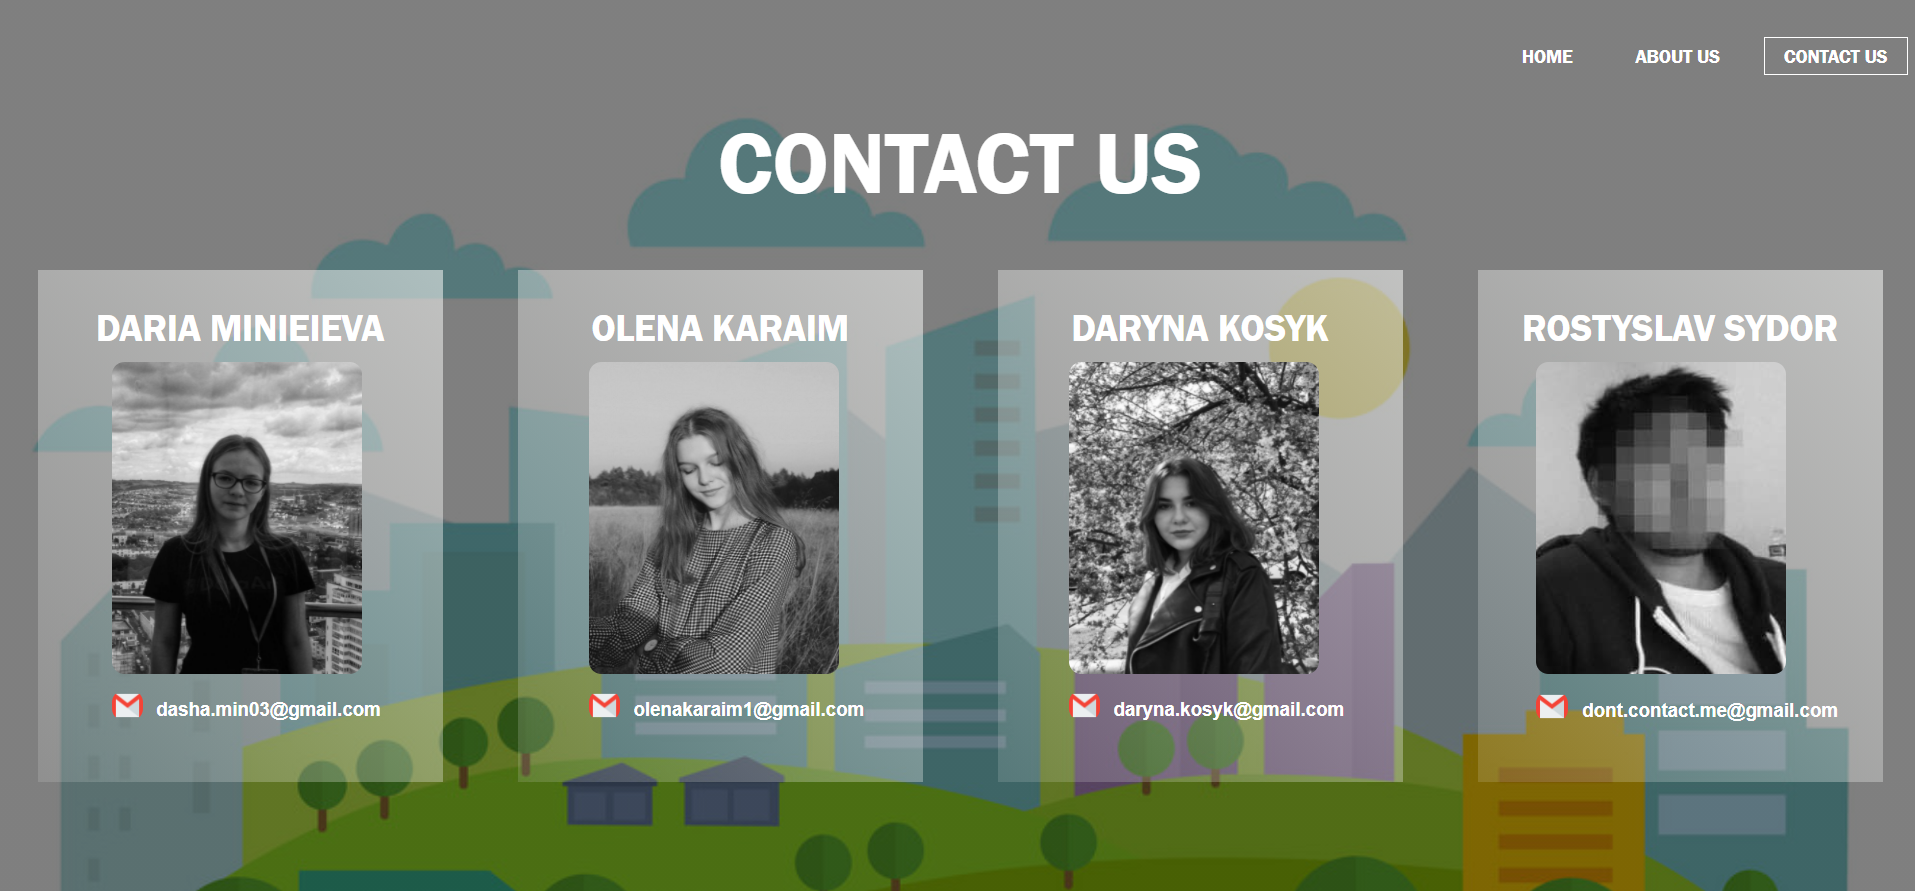 HOME
ABOUT US
CONTACT US
CONTACT US
DARIA MINIEIEVA
dasha.min03@gmail.com
OLENA KARAIM
olenakaraim1@gmail.com
DARYNA KOSYK
daryna.kosyk@gmail.com
ROSTYSLAV SYDOR
dont.contact.me@gmail.com